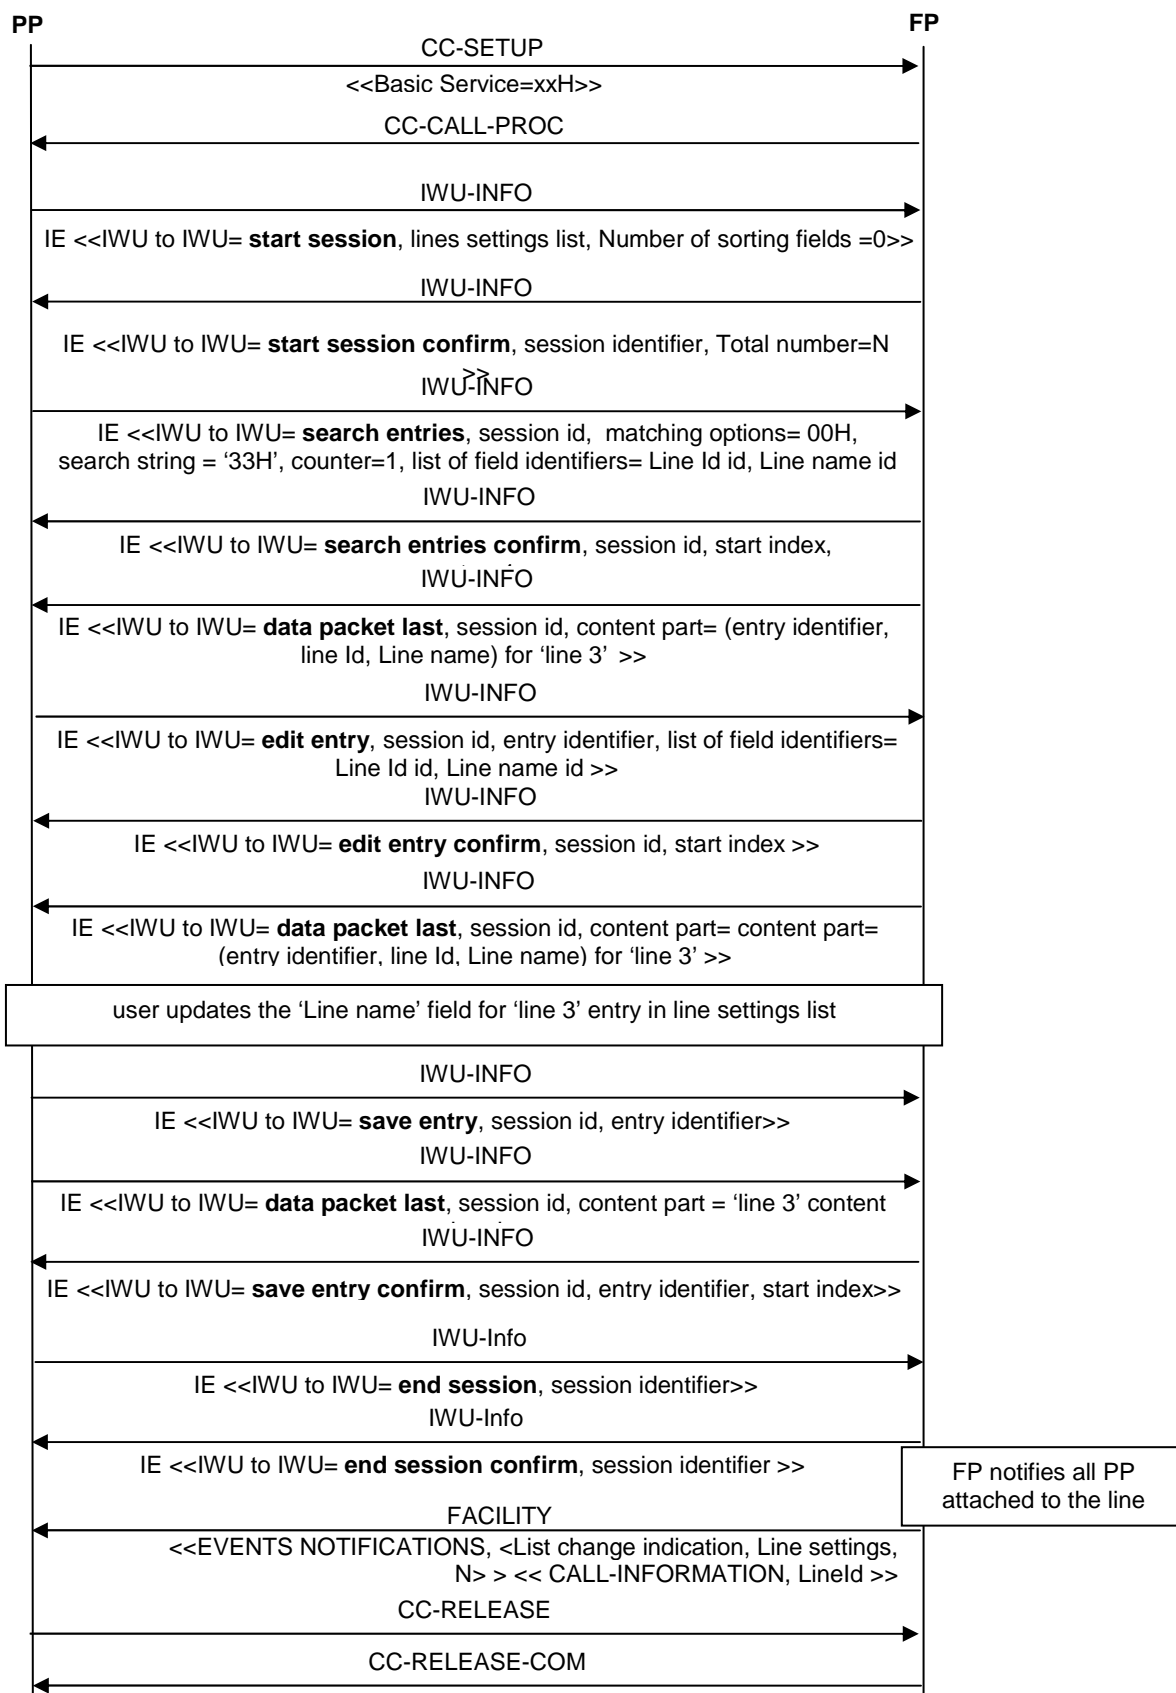 PP
FP
CC-SETUP
<<Basic Service=xxH>>
CC-CALL-PROC
IWU-INFO
IE <<IWU to IWU= start session, lines settings list, Number of sorting fields =0>>
IWU-INFO
IE <<IWU to IWU= start session confirm, session identifier, Total number=N
>>
IWU-INFO
IE <<IWU to IWU= search entries, session id, matching options= 00H,
search string = ‘33H’, counter=1, list of field identifiers= Line Id id, Line name id
IWU-INFO
IE <<IWU to IWU= search entries confirm, session id, start index,
IWU-INFO
IE <<IWU to IWU= data packet last, session id, content part= (entry identifier,
line Id, Line name) for ‘line 3’ >>
IWU-INFO
IE <<IWU to IWU= edit entry, session id, entry identifier, list of field identifiers=
Line Id id, Line name id >>
IWU-INFO
IE <<IWU to IWU= edit entry confirm, session id, start index >>
IWU-INFO
IE <<IWU to IWU= data packet last, session id, content part= content part=
(entry identifier, line Id, Line name) for ‘line 3’ >>
user updates the ‘Line name’ field for ‘line 3’ entry in line settings list
IWU-INFO
IE <<IWU to IWU= save entry, session id, entry identifier>>
IWU-INFO
IE <<IWU to IWU= data packet last, session id, content part = ‘line 3’ content
IWU-INFO
IE <<IWU to IWU= save entry confirm, session id, entry identifier, start index>>
IWU-Info
IE <<IWU to IWU= end session, session identifier>>
IWU-Info
IE <<IWU to IWU= end session confirm, session identifier >>
FP notifies all PP
attached to the line
FACILITY
<<EVENTS NOTIFICATIONS, <List change indication, Line settings,
N> > << CALL-INFORMATION, LineId >>
CC-RELEASE
CC-RELEASE-COM